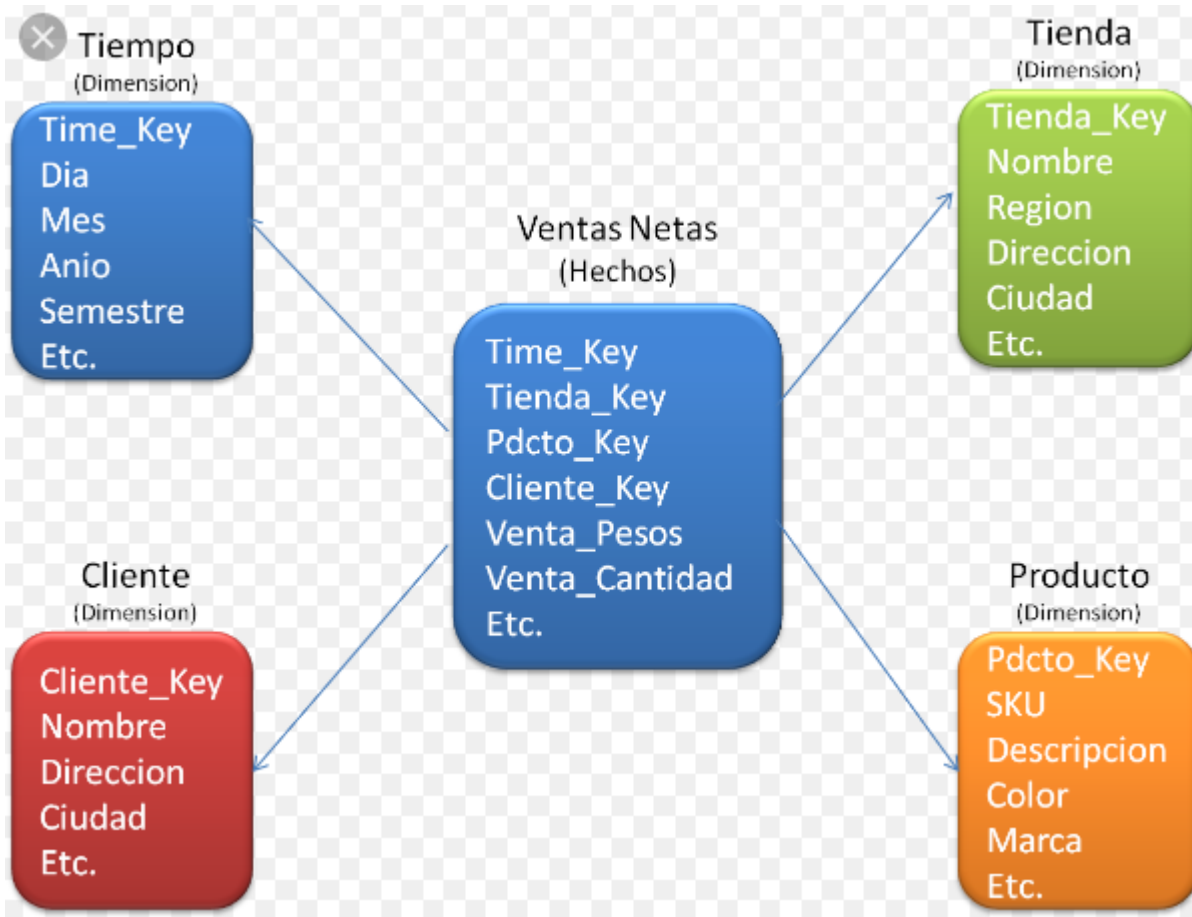 Tiempo
(Dimension)
Time_Key
Dia
Mes
Anio
Semestre
Etc.
Tienda
(Dimension)
Tienda_Key
Nombre
Region
Direccion
Ciudad
Etc.
Ventas Netas
(Hechos)
Time_Key
Tienda_Key
Pdcto_Key
Cliente_Key
Venta_Pesos
Venta_Cantidad
Etc.
Cliente
(Dimension)
Cliente_Key
Nombre
Direccion
Ciudad
Etc.
Producto
(Dimension)
Pdcto_Key
SKU
Descripcion
Color
Marca
Etc.